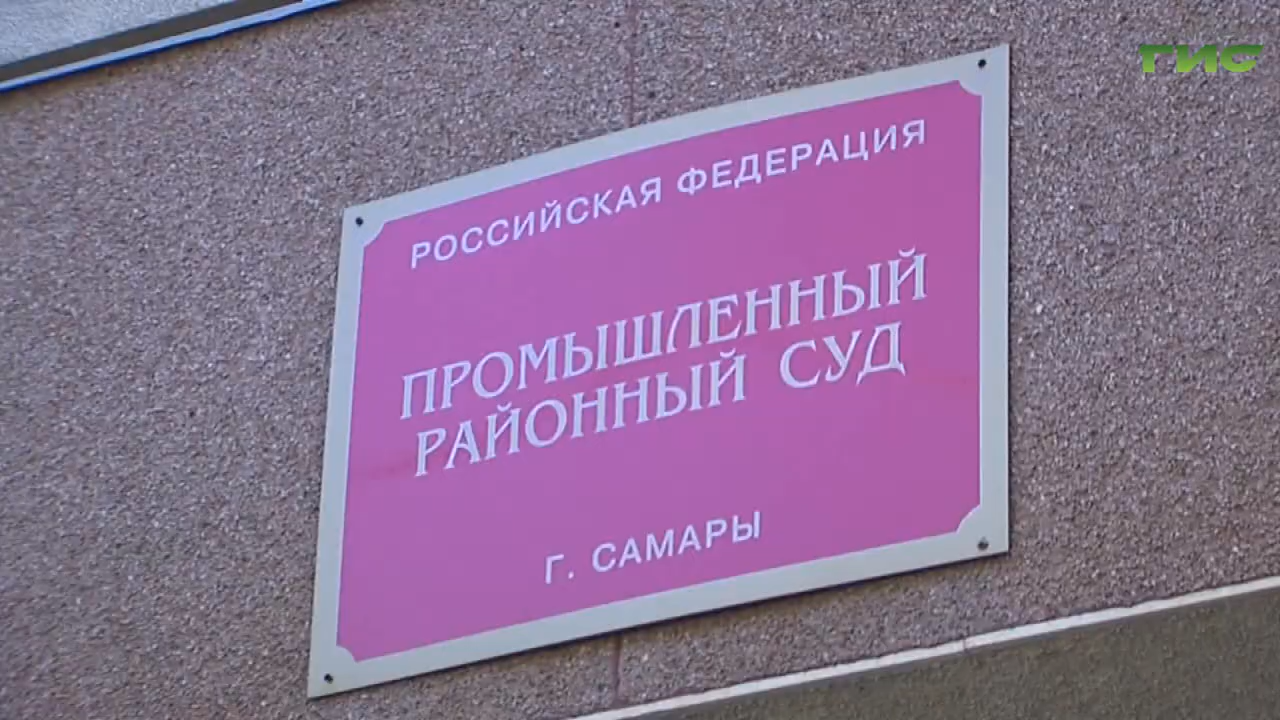 ГИС
РОССИЙСКАЯ ФЕДЕРАЦИЯ
ПРОМЫШЛЕННЫЙ
РАЙОННЫЙ СУД
Г. САМАРЫ